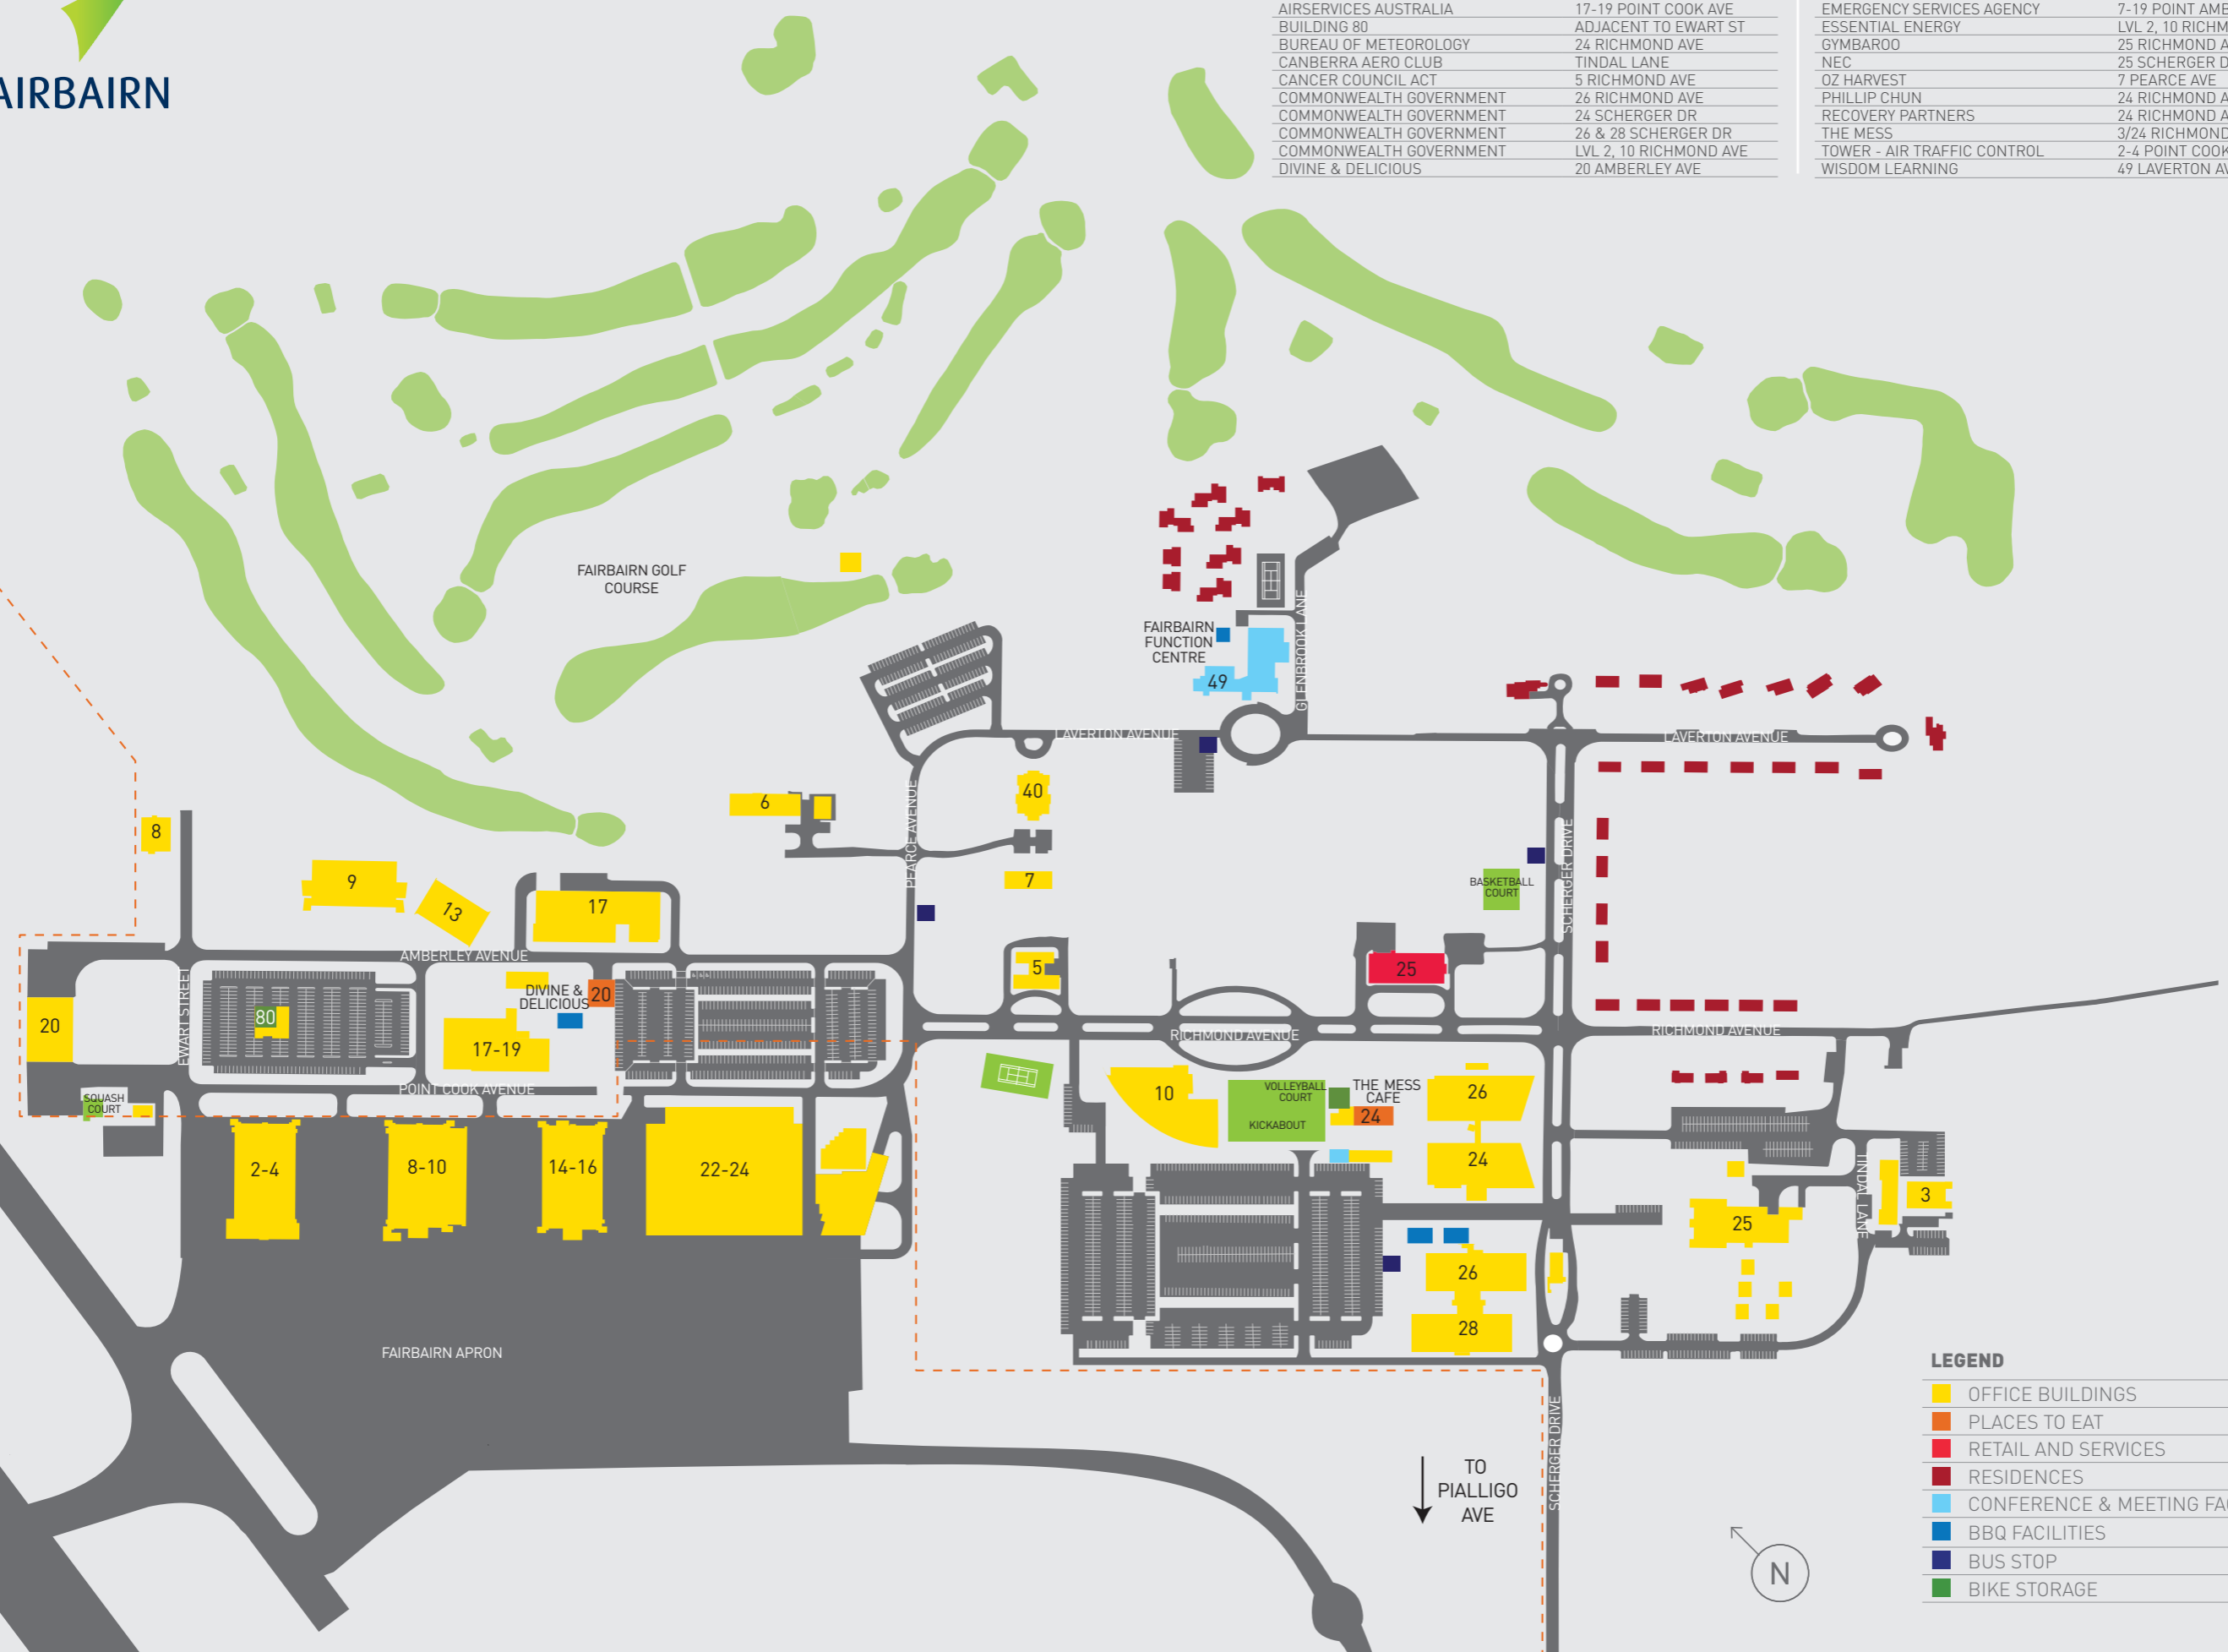 AIRBAIRN
AIRSERVICES AUSTRALIA 17-19 POINT COOK AVE
BUILDING 80 ADJACENT TO EWART ST
BUREAU OF METEOROLOGY 24 RICHMOND AVE
CANBERRA AERO CLUB TINDAL LANE
CANCER COUNCIL ACT 5 RICHMOND AVE
COMMONWEALTH GOVERNMENT 26 RICHMOND AVE
COMMONWEALTH GOVERNMENT 24 SCHERGER DR
COMMONWEALTH GOVERNMENT 26 & 28 SCHERGER DR
COMMONWEALTH GOVERNMENT LVL 2, 10 RICHMOND AVE
DIVINE & DELICIOUS 20 AMBERLEY AVE
EMERGENCY SERVICES AGENCY 7-19 POINT AMB
ESSENTIAL ENERGY LVL 2, 10 RICHM
GYMBAROO 25 RICHMOND A
NEC 25 SCHERGER D
OZ HARVEST 7 PEARCE AVE
PHILLIP CHUN 24 RICHMOND A
RECOVERY PARTNERS 24 RICHMOND A
THE MESS 3/24 RICHMOND
TOWER - AIR TRAFFIC CONTROL 2-4 POINT COOK
WISDOM LEARNING 49 LAVERTON AV
FAIRBAIRN GOLF
COURSE
FAIRBAIRN
FUNCTION
CENTRE
49
GLENBROOK LANE
LAVERTON AVENUE
LAVERTON AVENUE
6
40
PEARCE AVENUE
7
8
9
13
17
BASKETBALL
COURT
SCHERGER DRIVE
AMBERLEY AVENUE
5
25
20
EWART STREET
80
DIVINE &
DELICIOUS
20
17-19
RICHMOND AVENUE
RICHMOND AVENUE
POINT COOK AVENUE
SQUASH
COURT
10
VOLLEYBALL
COURT
KICKABOUT
THE MESS
CAFE
24
26
24
2-4
8-10
14-16
22-24
TINDAL LANE
3
25
26
28
FAIRBAIRN APRON
SCHERGER DRIVE
TO
PIALLIGO
AVE
N
LEGEND
OFFICE BUILDINGS
PLACES TO EAT
RETAIL AND SERVICES
RESIDENCES
CONFERENCE & MEETING FAC
BBQ FACILITIES
BUS STOP
BIKE STORAGE